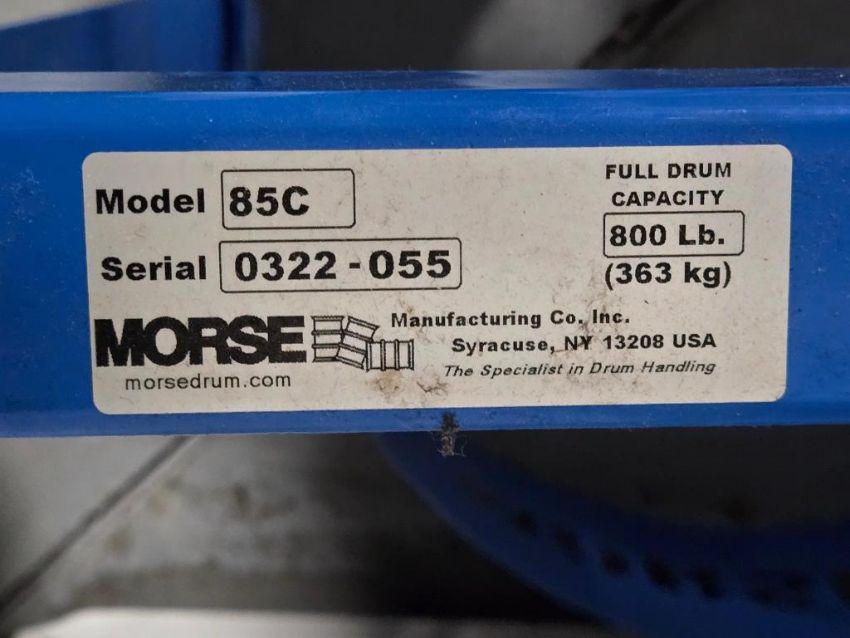 Model 85C
Serial 0322-055
FULL DRUM
CAPACITY
800 Lb.
(363 kg)
MORSE
morsedrum.com
Manufacturing Co. Inc.
Syracuse, NY 13208 USA
The Specialist in Drum Handling